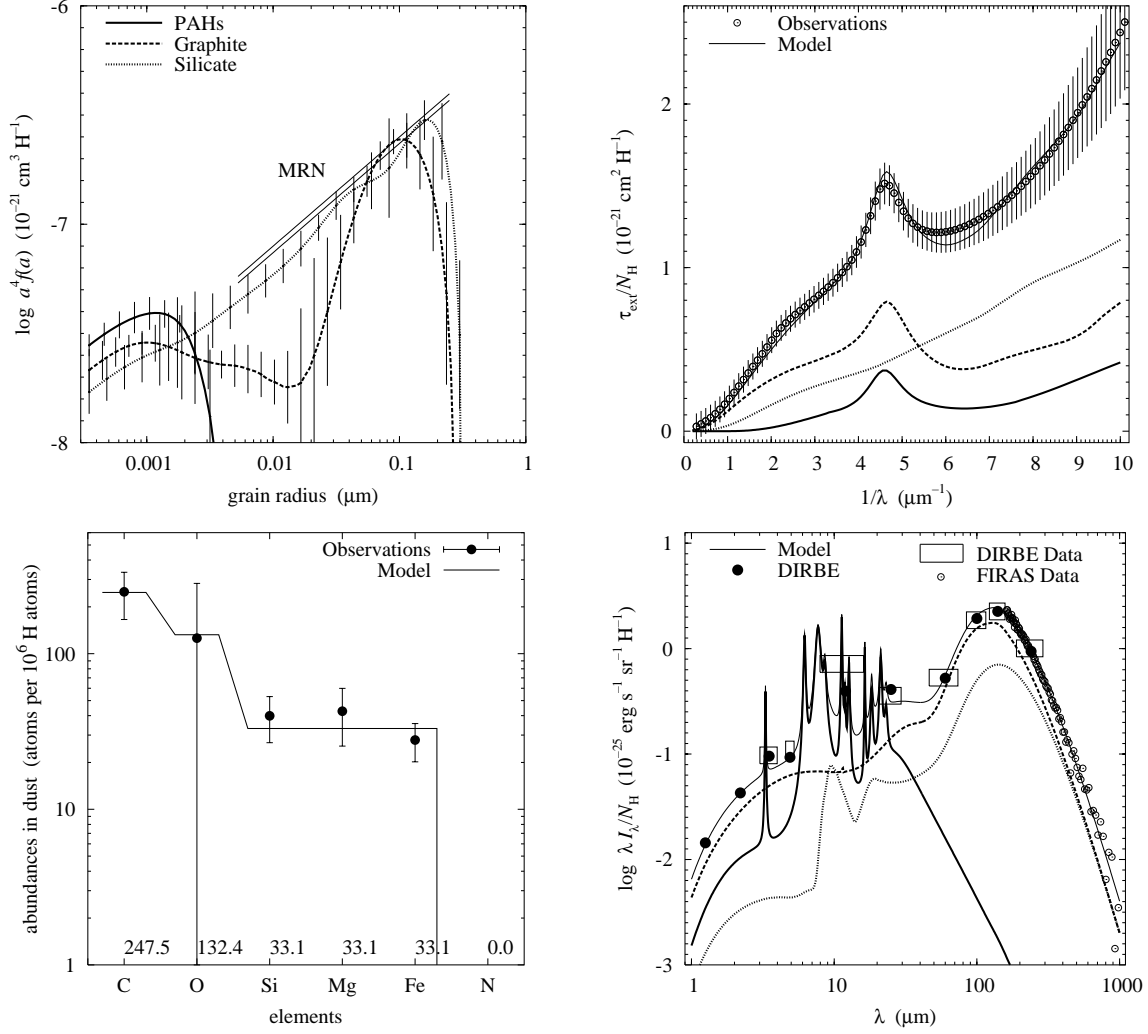 PAHs
Graphite
Silicate
MRN
-6
-7
-8
log a⁴f(a) (10⁻²¹ cm³ H⁻¹)
0.001
0.01
0.1
1
grain radius (μm)
Observations
Model
2
1
0
τext/NH (10⁻²¹ cm² H⁻¹)
0
1
2
3
4
5
6
7
8
9
10
1/λ (μm⁻¹)
Observations
Model
100
10
1
abundances in dust (atoms per 10⁶ H atoms)
247.5
132.4
33.1
33.1
33.1
0.0
C
O
Si
Mg
Fe
N
elements
Model
DIRBE
DIRBE Data
FIRAS Data
1
0
-1
-2
-3
log λ Iλ/NH (10⁻²⁵ erg s⁻¹ sr⁻¹ H⁻¹)
1
10
100
1000
λ (μm)